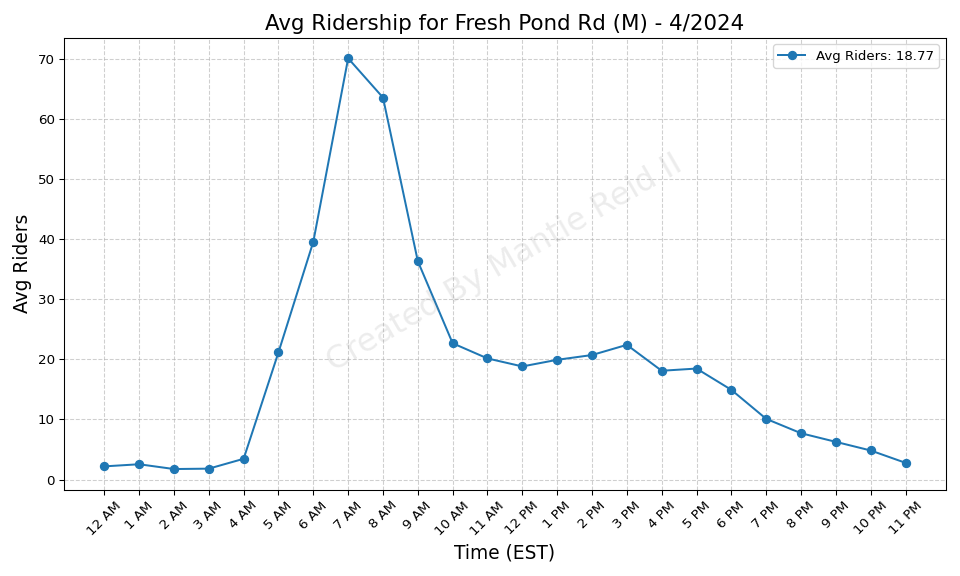 Avg Ridership for Fresh Pond Rd (M) - 4/2024
Avg Riders: 18.77
Avg Riders
70
60
50
40
30
20
10
0
Created By Mantie Reid II
12 AM
1 AM
2 AM
3 AM
4 AM
5 AM
6 AM
7 AM
8 AM
9 AM
10 AM
11 AM
12 PM
1 PM
2 PM
3 PM
4 PM
5 PM
6 PM
7 PM
8 PM
9 PM
10 PM
11 PM
Time (EST)